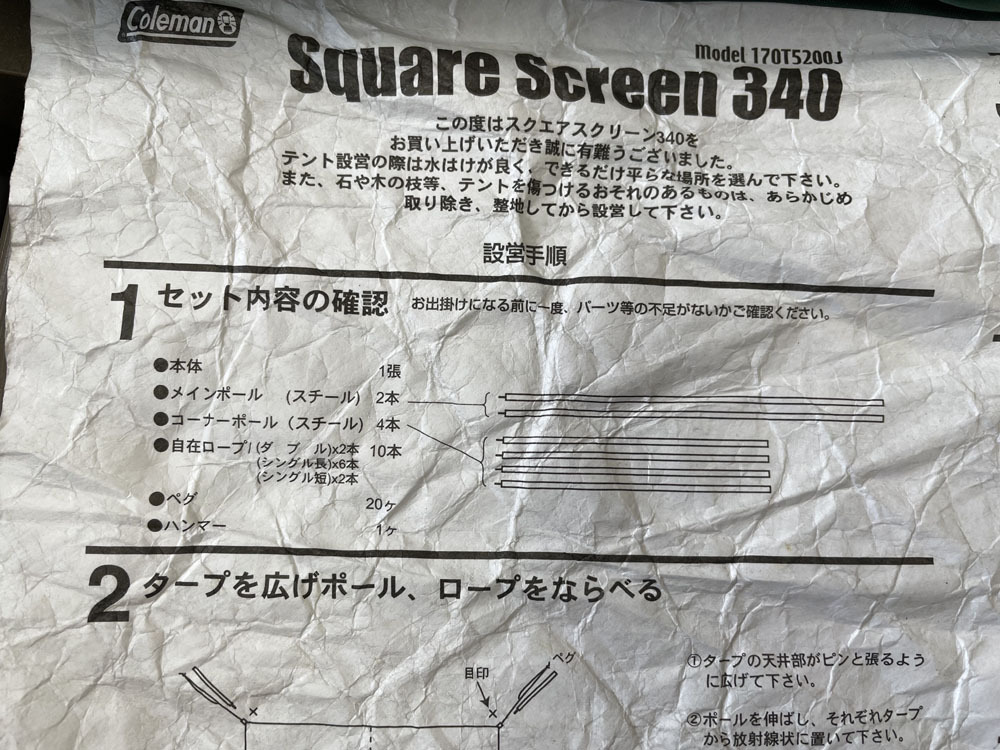 Coleman
Model 170T5200J
Square Screen 340
この度はスクエアスクリーン340を
お買い上げいただき誠に有難うございました。
テント設営の際は水はけが良く、できるだけ平らな場所を選んで下さい。
また、石や木の枝等、テントを傷つけるおそれのあるものは、あらかじめ
取り除き、整地してから設営して下さい。
設営手順
1 セット内容の確認 お出掛けになる前に一度、パーツ等の不足がないかご確認ください。
●本体 1張
●メインポール (スチール) 2本
●コーナーポール (スチール) 4本
●自在ロープ/(ダブル)x2本 10本
(シングル長)x6本
(シングル短)x2本
●ペグ 20ヶ
●ハンマー 1ヶ
2 タープを広げポール、ロープをならべる
ペグ
目印
①タープの天井部がピンと張るよう
に広げて下さい。
②ポールを伸ばし、それぞれタープ
から放射線状に置いて下さい。